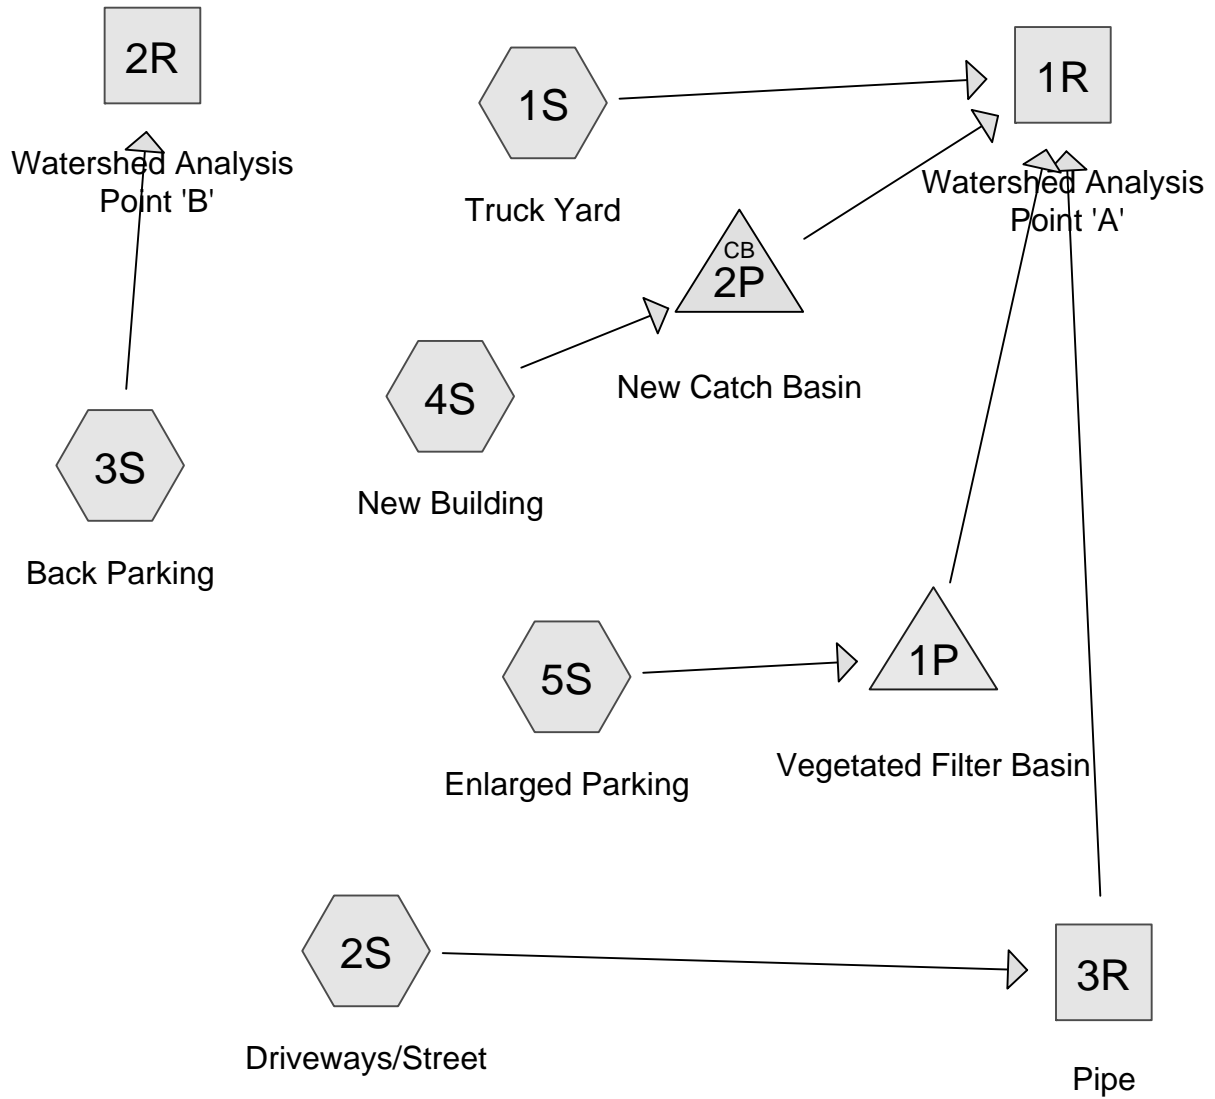 2R
Watershed Analysis
Point 'B'
1S
Truck Yard
1R
Watershed Analysis
Point 'A'
CB
2P
New Catch Basin
4S
New Building
3S
Back Parking
5S
Enlarged Parking
1P
Vegetated Filter Basin
2S
Driveways/Street
3R
Pipe